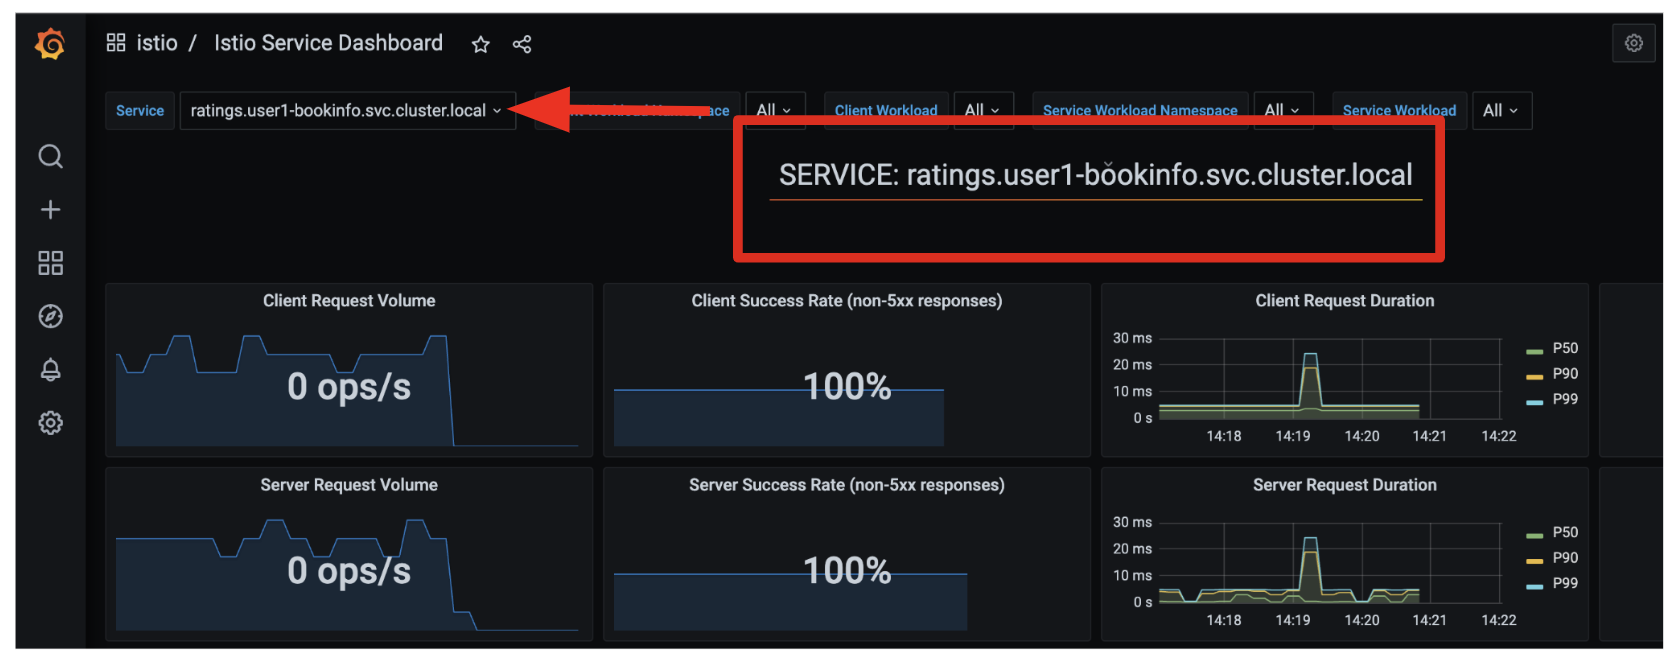 istio / Istio Service Dashboard
Service ratings.user1-bookinfo.svc.cluster.local Workload All Client Workload All Service Workload Namespace All Service Workload All
SERVICE: ratings.user1-bookinfo.svc.cluster.local
Client Request Volume
0 ops/s
Client Success Rate (non-5xx responses)
100%
Client Request Duration
30 ms
20 ms
10 ms
0 s
14:18 14:19 14:20 14:21 14:22
P50
P90
P99
Server Request Volume
0 ops/s
Server Success Rate (non-5xx responses)
100%
Server Request Duration
30 ms
20 ms
10 ms
0 s
14:18 14:19 14:20 14:21 14:22
P50
P90
P99